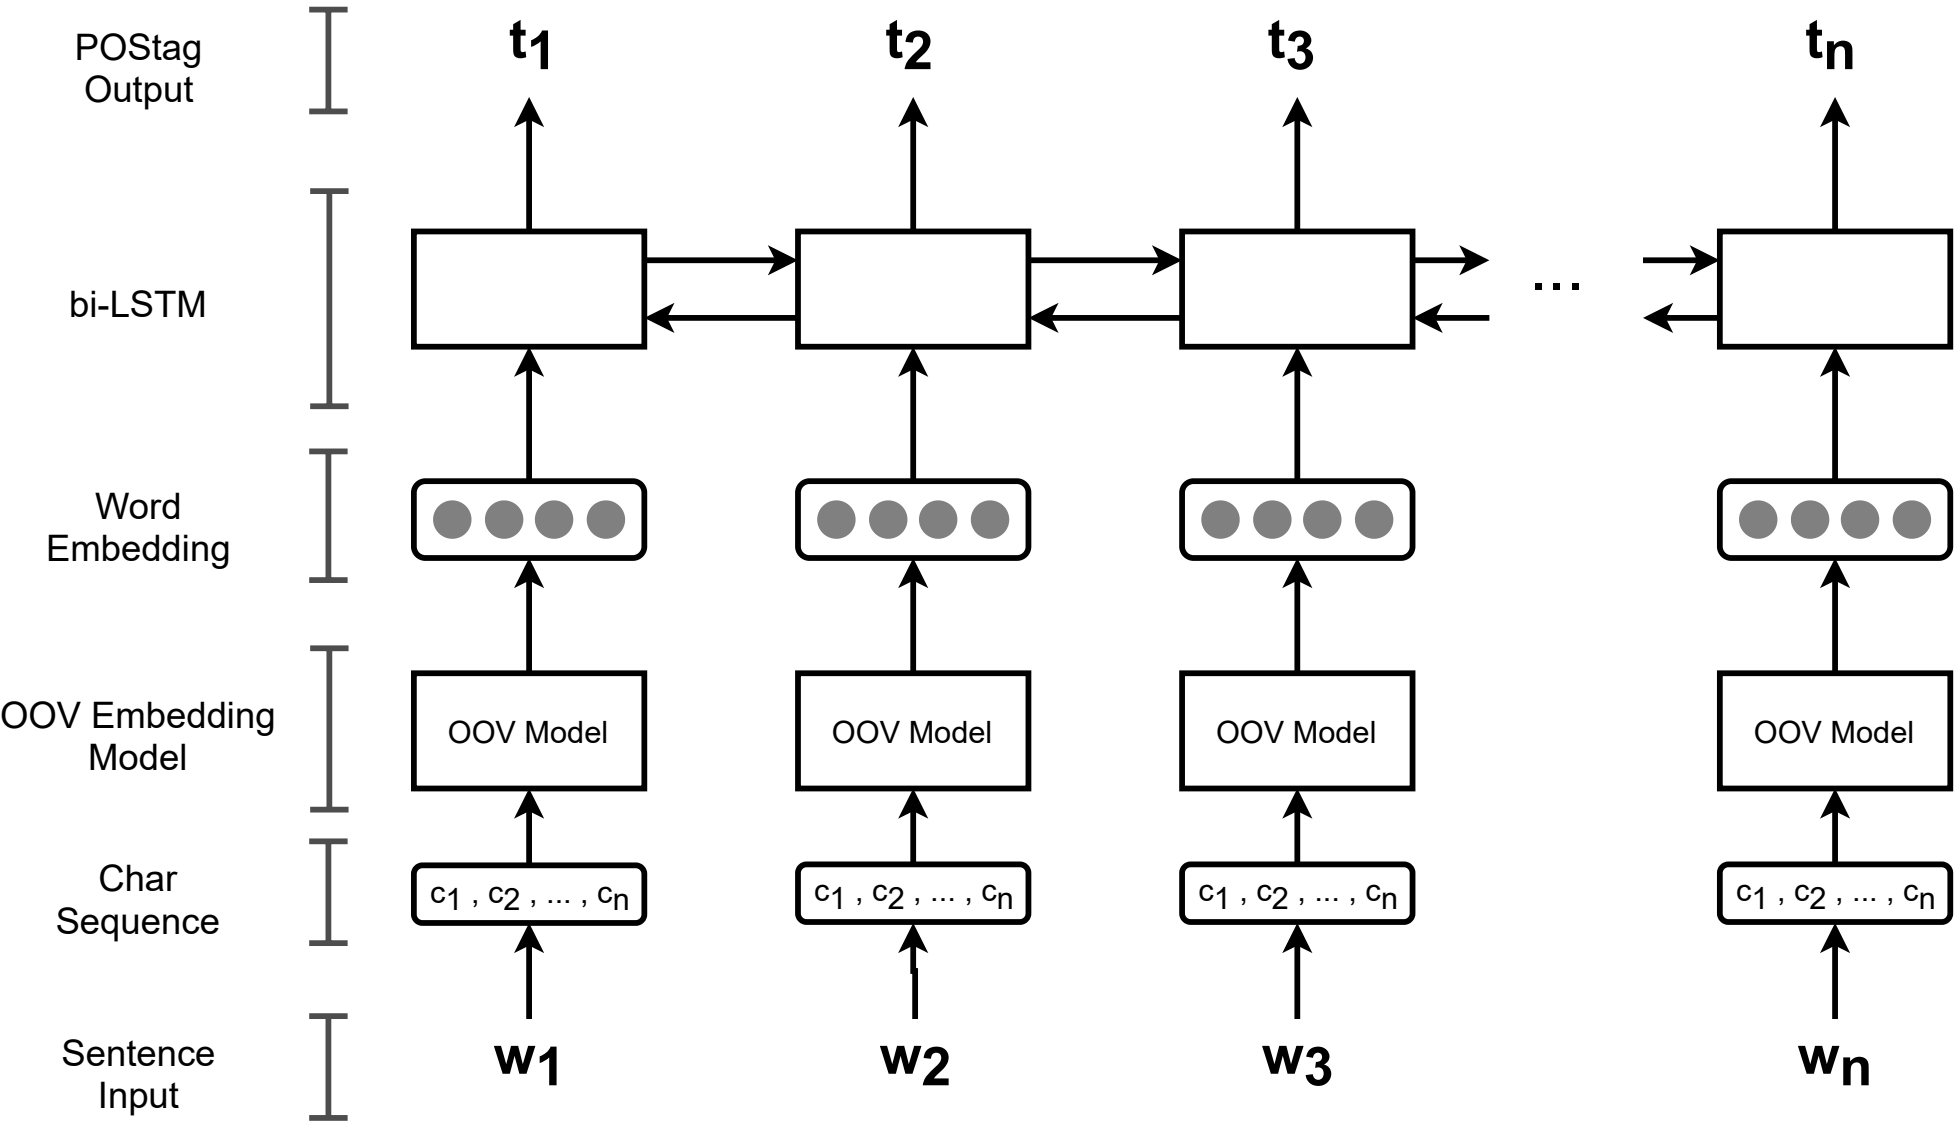 POStag
Output
t1 t2 t3 tn
bi-LSTM
...
Word
Embedding
OOV Embedding
Model
OOV Model OOV Model OOV Model OOV Model
Char
Sequence
c1 , c2 , ... , cn c1 , c2 , ... , cn c1 , c2 , ... , cn c1 , c2 , ... , cn
Sentence
Input
w1 w2 w3 wn